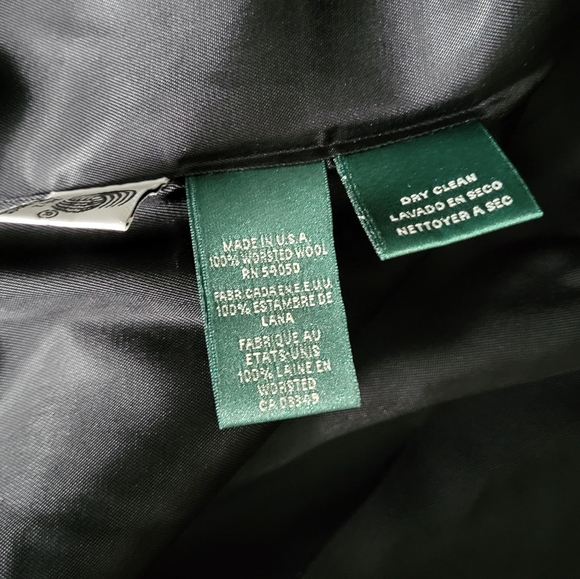 MADE IN U.S.A.
100% WORSTED WOOL
RN 54050
FABR.CADA EN E.E.U.U.
100% ESTAMBRE DE
LANA
FABRIQUE AU
ETATS-UNIS
100% LAINE EN
WORSTED
CA 03349
DRY CLEAN
LAVADO EN SECO
NETTOYER A SEC
®